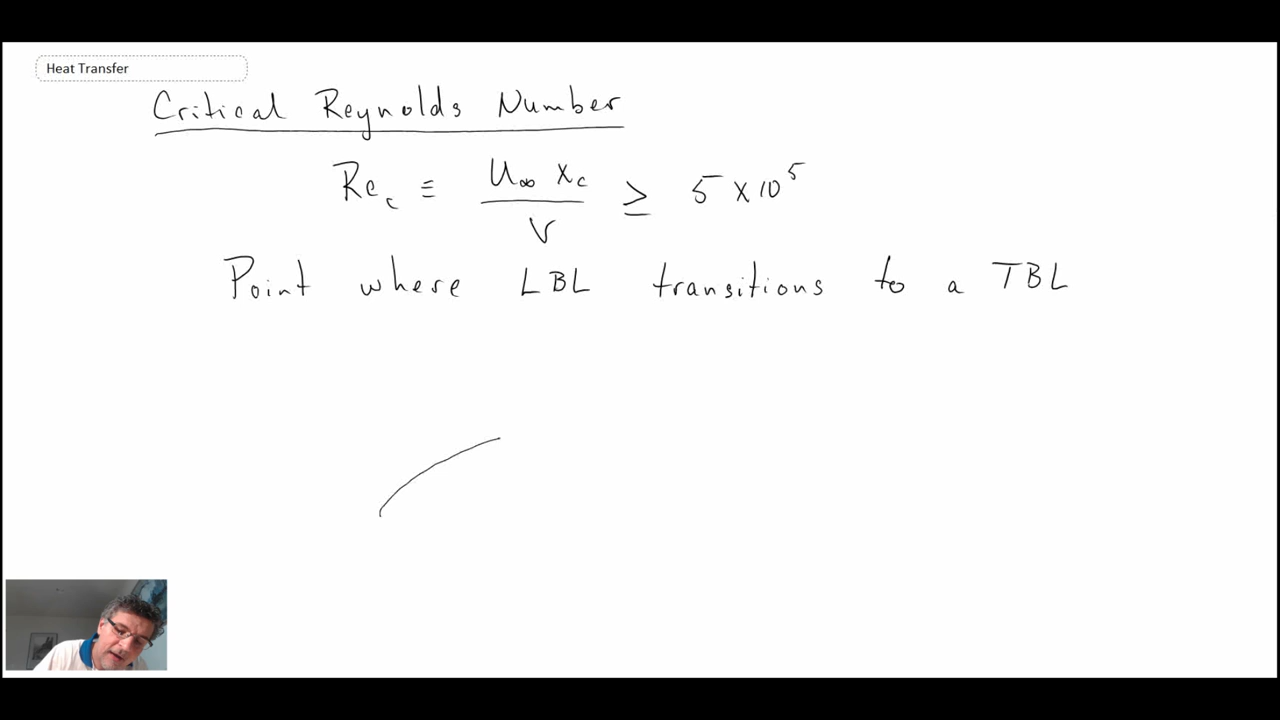 Heat Transfer
Critical Reynolds Number
Re_c ≡ U∞ x_c / ν ≥ 5 × 10^5
Point where LBL transitions to a TBL